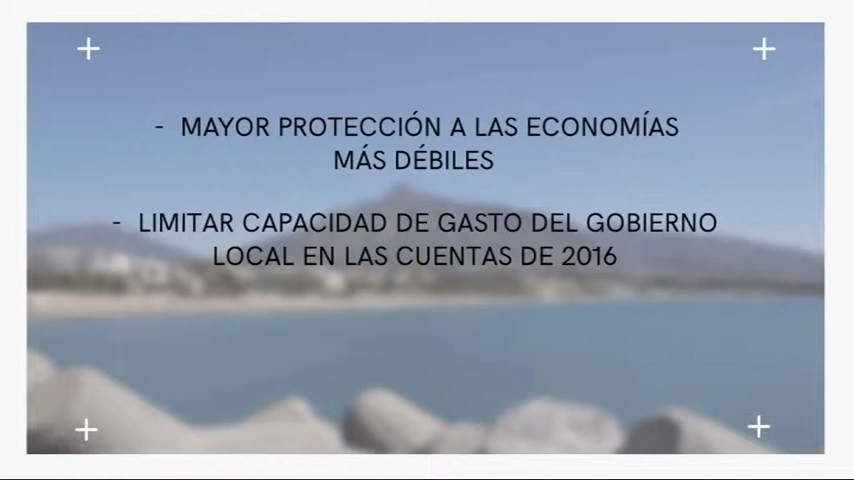 - MAYOR PROTECCIÓN A LAS ECONOMÍAS
MÁS DÉBILES
- LIMITAR CAPACIDAD DE GASTO DEL GOBIERNO
LOCAL EN LAS CUENTAS DE 2016